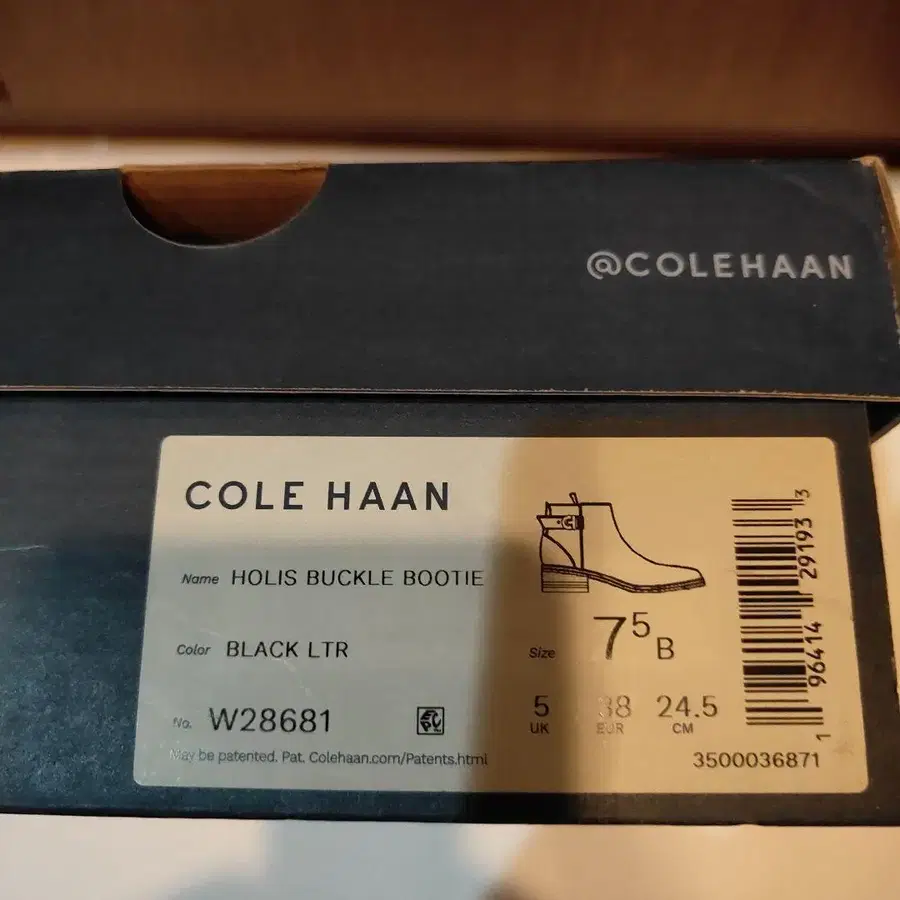 @COLEHAAN
COLE HAAN
Name HOLIS BUCKLE BOOTIE
Color BLACK LTR
No. W28681
May be patented. Pat. Colehaan.com/Patents.html
Size 7⁵ B
5 38 24.5
UK EUR CM
1 96414 29193 3
3500036871